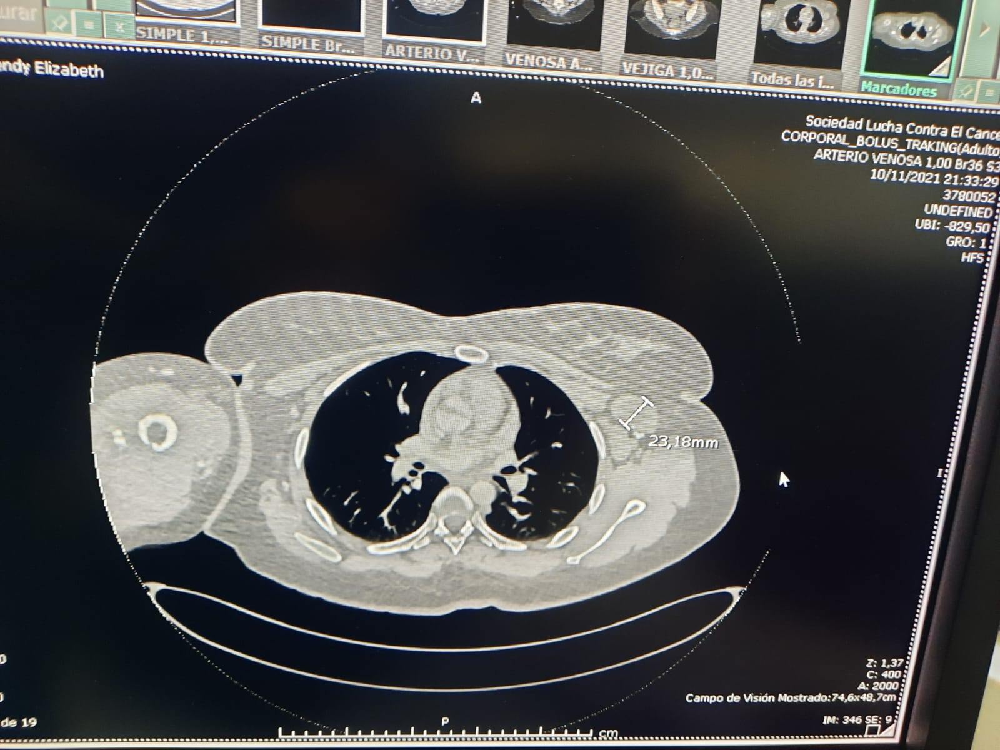 urar
SIMPLE 1,...
SIMPLE Br...
ARTERIO V...
VENOSA A...
VEJIGA 1,0...
Todas las i...
Marcadores
ndy Elizabeth
A
Sociedad Lucha Contra El Cance
CORPORAL_BOLUS_TRAKING(Adulto
ARTERIO VENOSA 1,00 Br36 S3
10/11/2021 21:33:29
3780052
UNDEFINED
UBI: -829,50
GRO: 1
HFS
23,18mm
I
Z: 1,37
C: 400
A: 2000
Campo de Visión Mostrado:74,6x48,7cm
de 19
P
cm
IM: 346 SE: 9